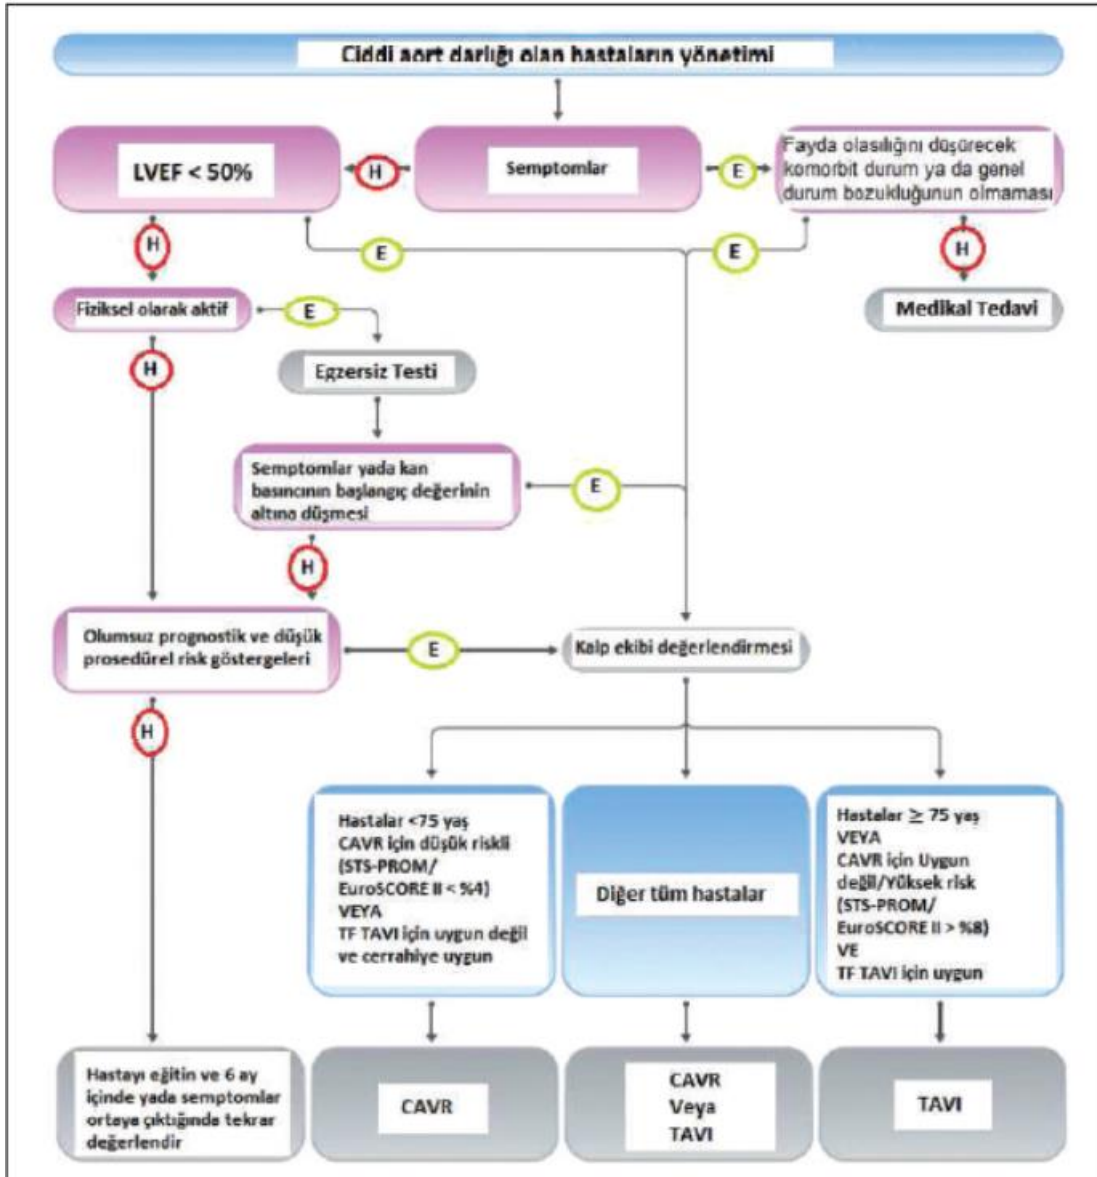 Ciddi aort darlığı olan hastaların yönetimi
LVEF < 50%
H
Semptomlar
E
Fayda olasılığını düşürecek
komorbit durum ya da genel
durum bozukluğunun olmaması
H
E
E
H
Fiziksel olarak aktif
E
Medikal Tedavi
H
Egzersiz Testi
Semptomlar yada kan
basıncının başlangıç değerinin
altına düşmesi
E
H
Olumsuz prognostik ve düşük
prosedürel risk göstergeleri
E
Kalp ekibi değerlendirmesi
H
Hastalar <75 yaş
CAVR için düşük riskli
(STS-PROM/
EuroSCORE II < %4)
VEYA
TF TAVI için uygun değil
ve cerrahiye uygun
Diğer tüm hastalar
Hastalar ≥ 75 yaş
VEYA
CAVR için Uygun
değil/Yüksek risk
(STS-PROM/
EuroSCORE II > %8)
VE
TF TAVI için uygun
Hastayı eğitin ve 6 ay
içinde yada semptomlar
ortaya çıktığında tekrar
değerlendir
CAVR
CAVR
Veya
TAVI
TAVI